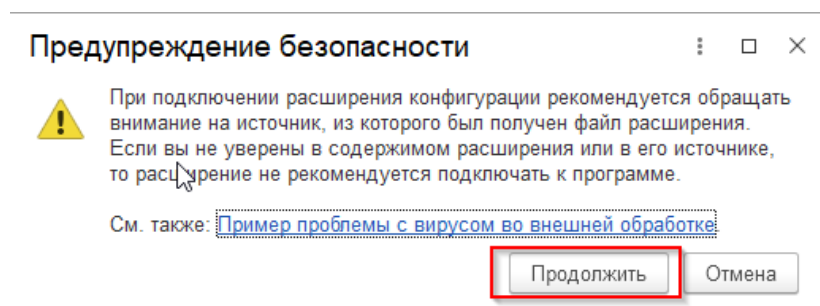 Предупреждение безопасности
При подключении расширения конфигурации рекомендуется обращать
внимание на источник, из которого был получен файл расширения.
Если вы не уверены в содержимом расширения или в его источнике,
то расширение не рекомендуется подключать к программе.
См. также: Пример проблемы с вирусом во внешней обработке.
Продолжить
Отмена